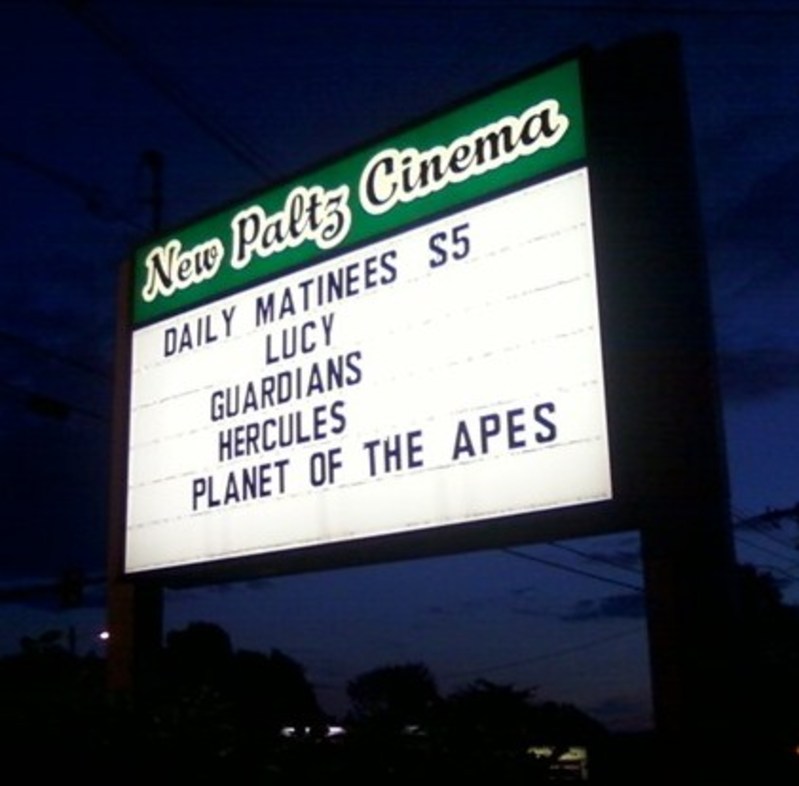 New Paltz Cinema
DAILY MATINEES S5
LUCY
GUARDIANS
HERCULES
PLANET OF THE APES